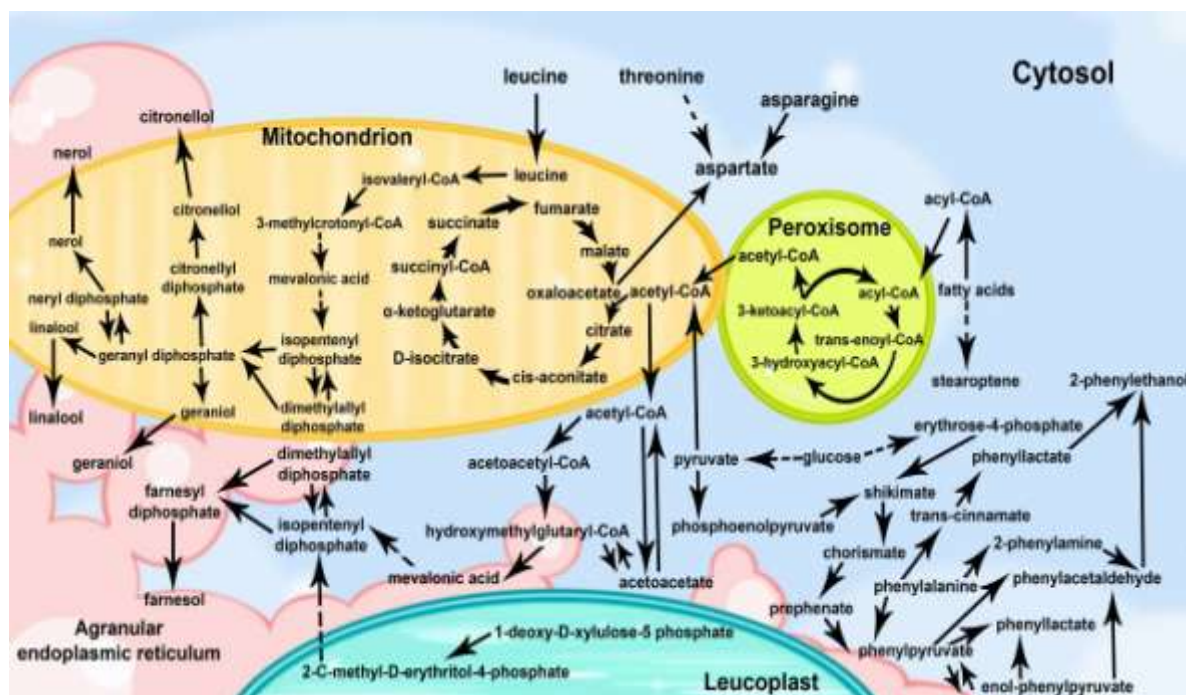 leucine
threonine
Cytosol
asparagine
citronellol
Mitochondrion
nerol
aspartate
isovaleryl-CoA
leucine
acyl-CoA
citronellol
succinate
fumarate
3-methylcrotonyl-CoA
Peroxisome
nerol
malate
acetyl-CoA
citronellyl
diphosphate
succinyl-CoA
mevalonic acid
neryl diphosphate
oxaloacetate
acetyl-CoA
acyl-CoA
fatty acids
linalool
α-ketoglutarate
3-ketoacyl-CoA
citrate
geranyl diphosphate
isopentenyl
diphosphate
trans-enoyl-CoA
D-isocitrate
3-hydroxyacyl-CoA
cis-aconitate
stearoptene
2-phenylethanol
linalool
geraniol
dimethylallyl
diphosphate
acetyl-CoA
erythrose-4-phosphate
geraniol
dimethylallyl
diphosphate
acetoacetyl-CoA
pyruvate
glucose
phenyllactate
farnesyl
diphosphate
shikimate
isopentenyl
diphosphate
hydroxymethylglutaryl-CoA
phosphoenolpyruvate
trans-cinnamate
chorismate
2-phenylamine
mevalonic acid
acetoacetate
phenylalanine
phenylacetaldehyde
farnesol
prephenate
Agranular
endoplasmic reticulum
1-deoxy-D-xylulose-5 phosphate
phenyllactate
2-C-methyl-D-erythritol-4-phosphate
phenylpyruvate
Leucoplast
enol-phenylpyruvate